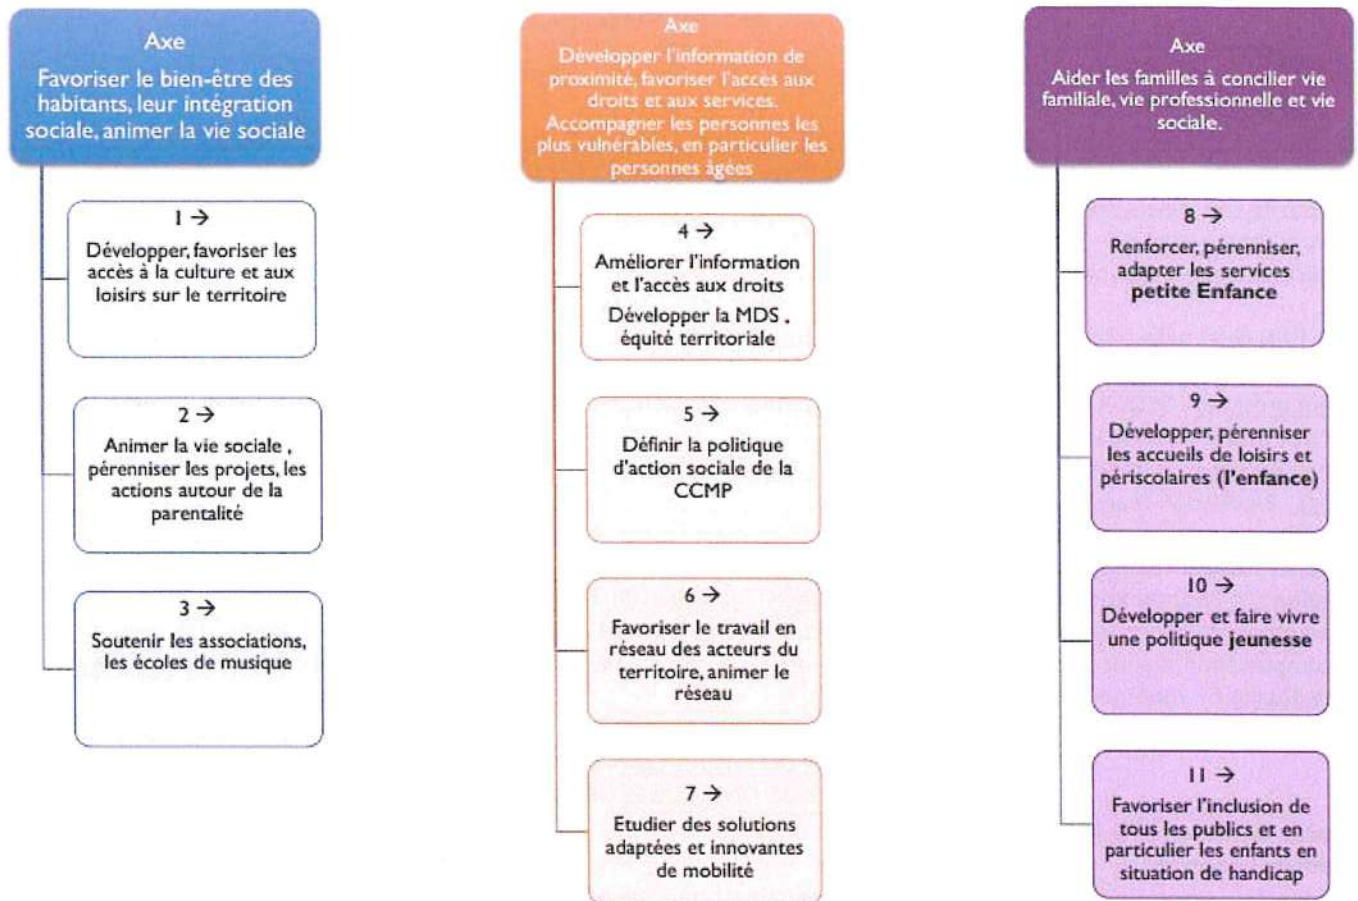 Axe
Favoriser le bien-être des
habitants, leur intégration
sociale, animer la vie sociale
1 →
Développer, favoriser les
accès à la culture et aux
loisirs sur le territoire
2 →
Animer la vie sociale ,
pérenniser les projets, les
actions autour de la
parentalité
3 →
Soutenir les associations,
les écoles de musique
Axe
Développer l'information de
proximité, favoriser l'accès aux
droits et aux services.
Accompagner les personnes les
plus vulnérables, en particulier les
personnes âgées
4 →
Améliorer l'information
et l'accès aux droits
Développer la MDS .
équité territoriale
5 →
Définir la politique
d'action sociale de la
CCMP
6 →
Favoriser le travail en
réseau des acteurs du
territoire, animer le
réseau
7 →
Etudier des solutions
adaptées et innovantes
de mobilité
Axe
Aider les familles à concilier vie
familiale, vie professionnelle et vie
sociale.
8 →
Renforcer, pérenniser,
adapter les services
petite Enfance
9 →
Développer, pérenniser
les accueils de loisirs et
périscolaires (l'enfance)
10 →
Développer et faire vivre
une politique jeunesse
11 →
Favoriser l'inclusion de
tous les publics et en
particulier les enfants en
situation de handicap